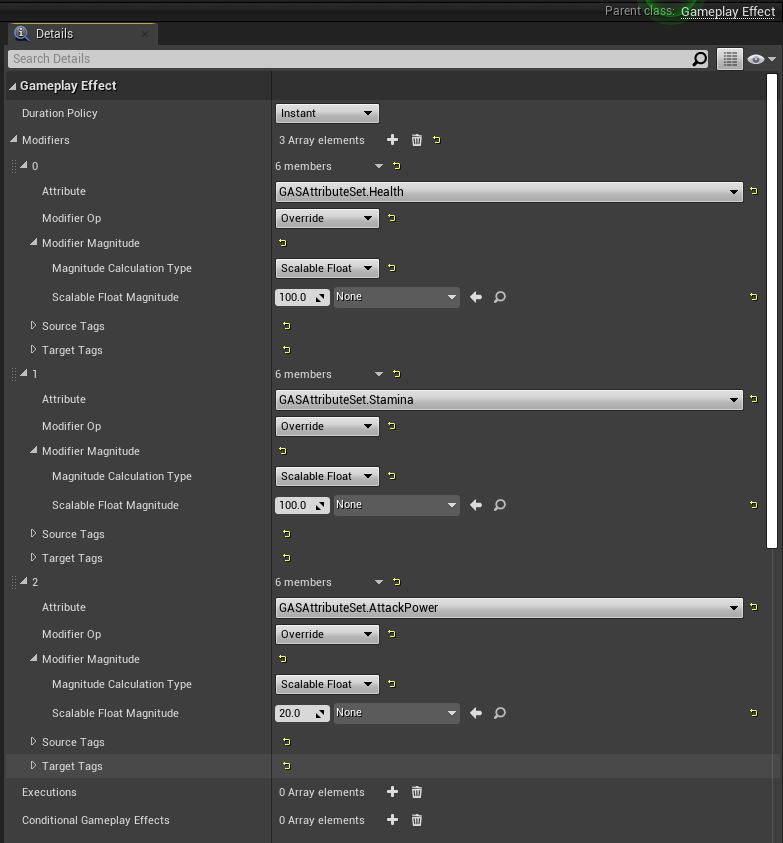 Parent class: Gameplay Effect
Details
Search Details
Gameplay Effect
Duration Policy Instant
Modifiers 3 Array elements
0 6 members
Attribute GASAttributeSet.Health
Modifier Op Override
Modifier Magnitude
Magnitude Calculation Type Scalable Float
Scalable Float Magnitude 100.0 None
Source Tags
Target Tags
1 6 members
Attribute GASAttributeSet.Stamina
Modifier Op Override
Modifier Magnitude
Magnitude Calculation Type Scalable Float
Scalable Float Magnitude 100.0 None
Source Tags
Target Tags
2 6 members
Attribute GASAttributeSet.AttackPower
Modifier Op Override
Modifier Magnitude
Magnitude Calculation Type Scalable Float
Scalable Float Magnitude 20.0 None
Source Tags
Target Tags
Executions 0 Array elements
Conditional Gameplay Effects 0 Array elements